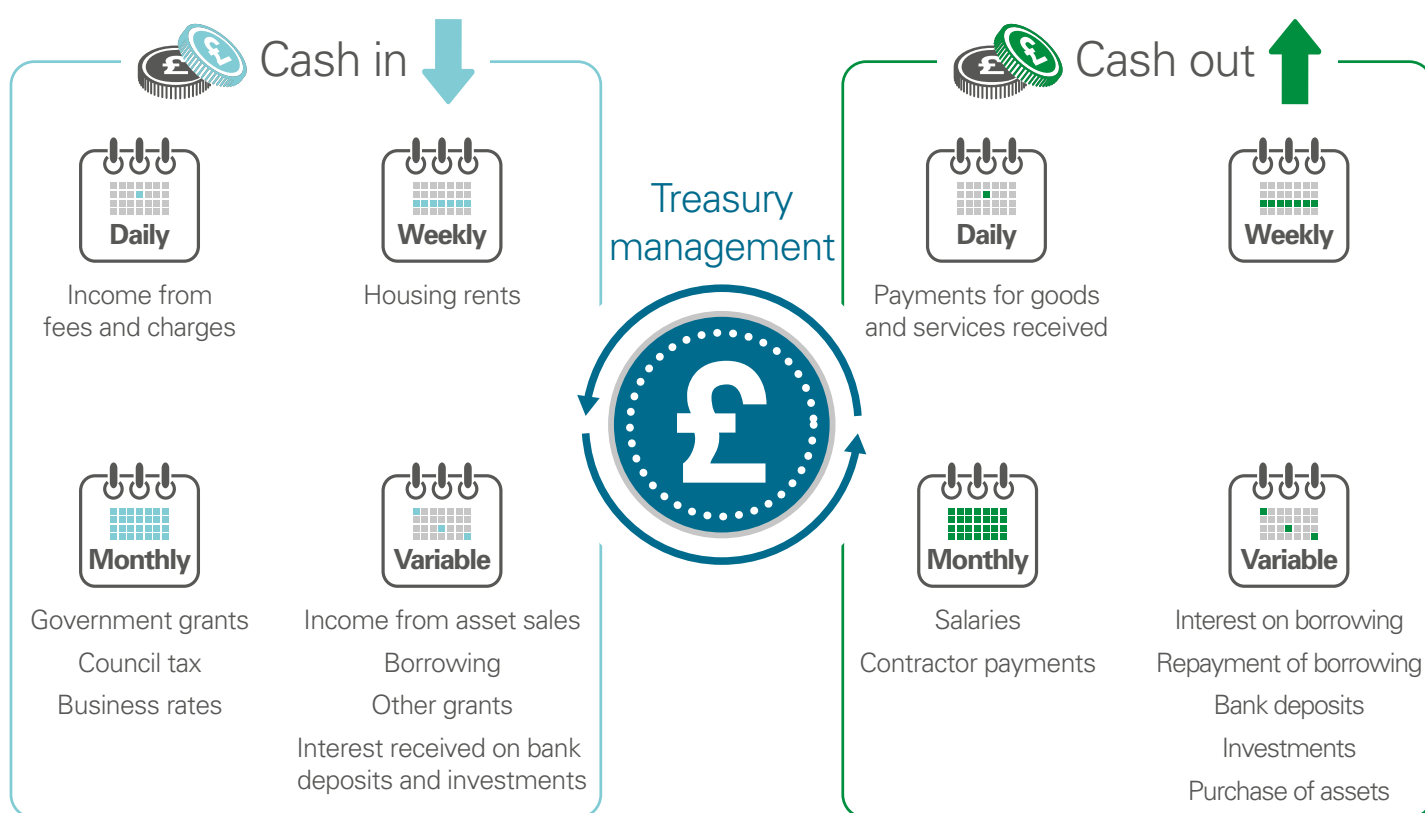 Cash in
Daily
Income from
fees and charges
Weekly
Housing rents
Monthly
Government grants
Council tax
Business rates
Variable
Income from asset sales
Borrowing
Other grants
Interest received on bank
deposits and investments
Treasury
management
£
Cash out
Daily
Payments for goods
and services received
Weekly
Monthly
Salaries
Contractor payments
Variable
Interest on borrowing
Repayment of borrowing
Bank deposits
Investments
Purchase of assets